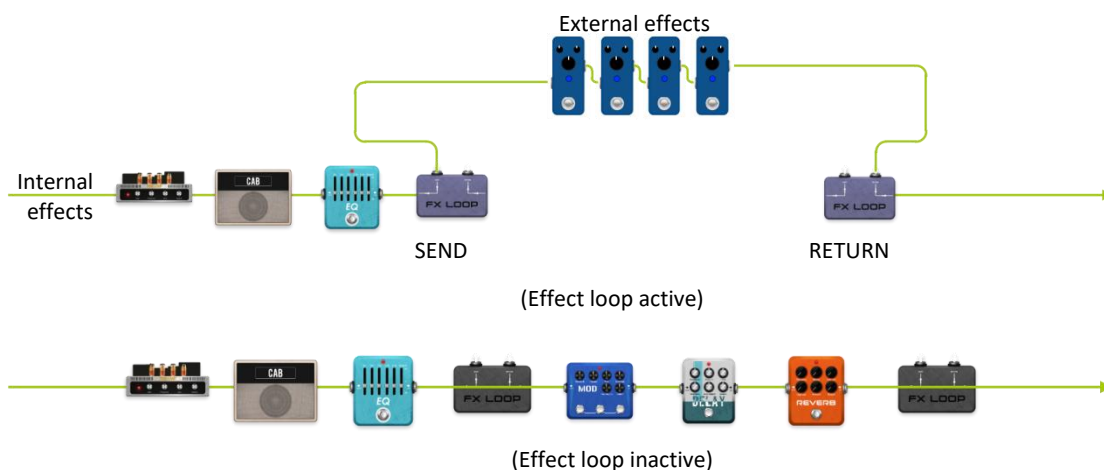 External effects
Internal
effects
CAB
EQ
FX LOOP
FX LOOP
SEND
RETURN
(Effect loop active)
CAB
EQ
FX LOOP
MOD
DELAY
REVERB
FX LOOP
(Effect loop inactive)